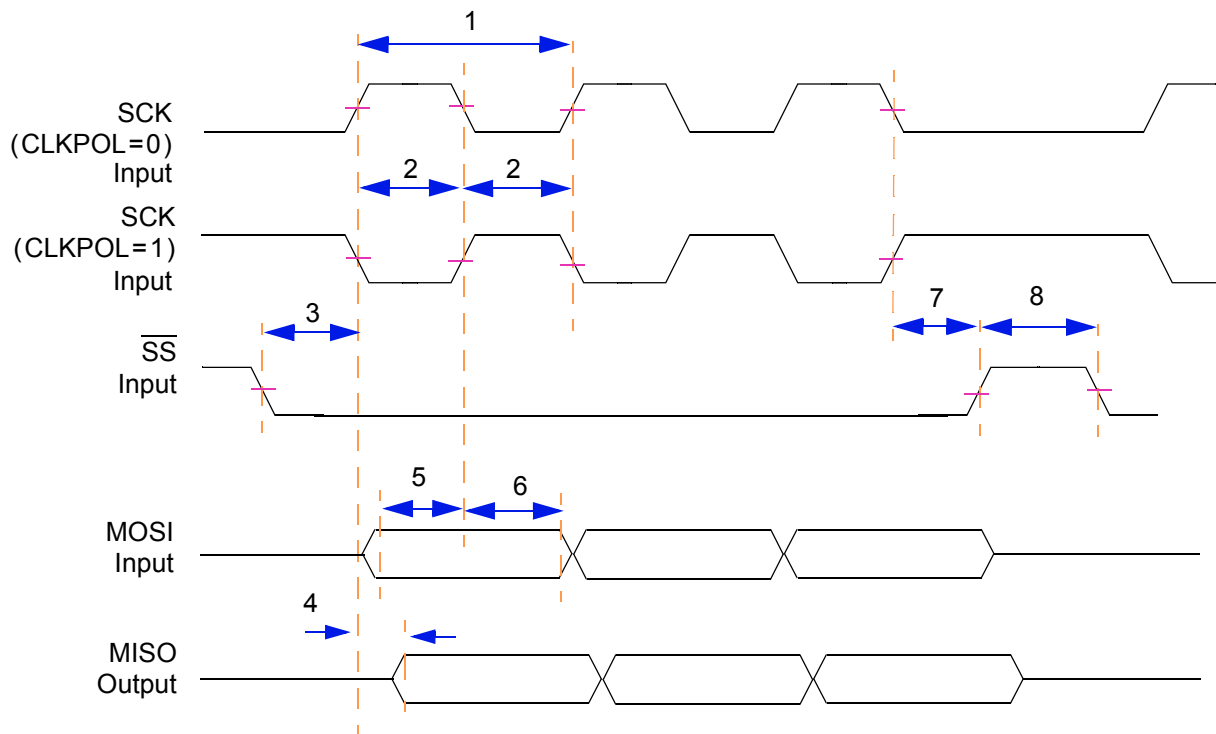 1
SCK
(CLKPOL=0)
Input
2 2
SCK
(CLKPOL=1)
Input
3 7 8
SS
Input
5 6
MOSI
Input
4
MISO
Output